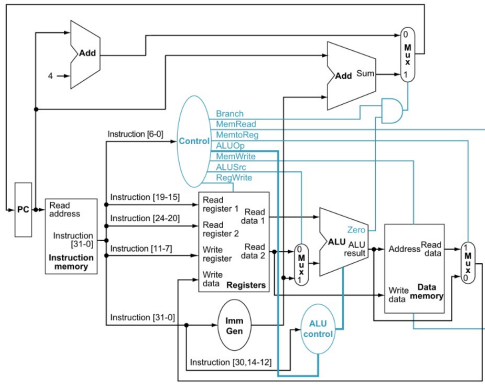 Add
4
Add Sum
0
Mux
1
Branch
MemRead
MemtoReg
ALUOp
MemWrite
ALUSrc
RegWrite
Control
Instruction [6-0]
PC
Read
address
Instruction
[31-0]
Instruction
memory
Instruction [19-15]
Instruction [24-20]
Instruction [11-7]
Read
register 1
Read
register 2
Write
register
Write
data
Read
data 1
Read
data 2
Registers
0
Mux
1
Zero
ALU
ALU
result
Address
Read
data
Write
data
Data
memory
1
Mux
0
Instruction [31-0]
Imm
Gen
ALU
control
Instruction [30,14-12]